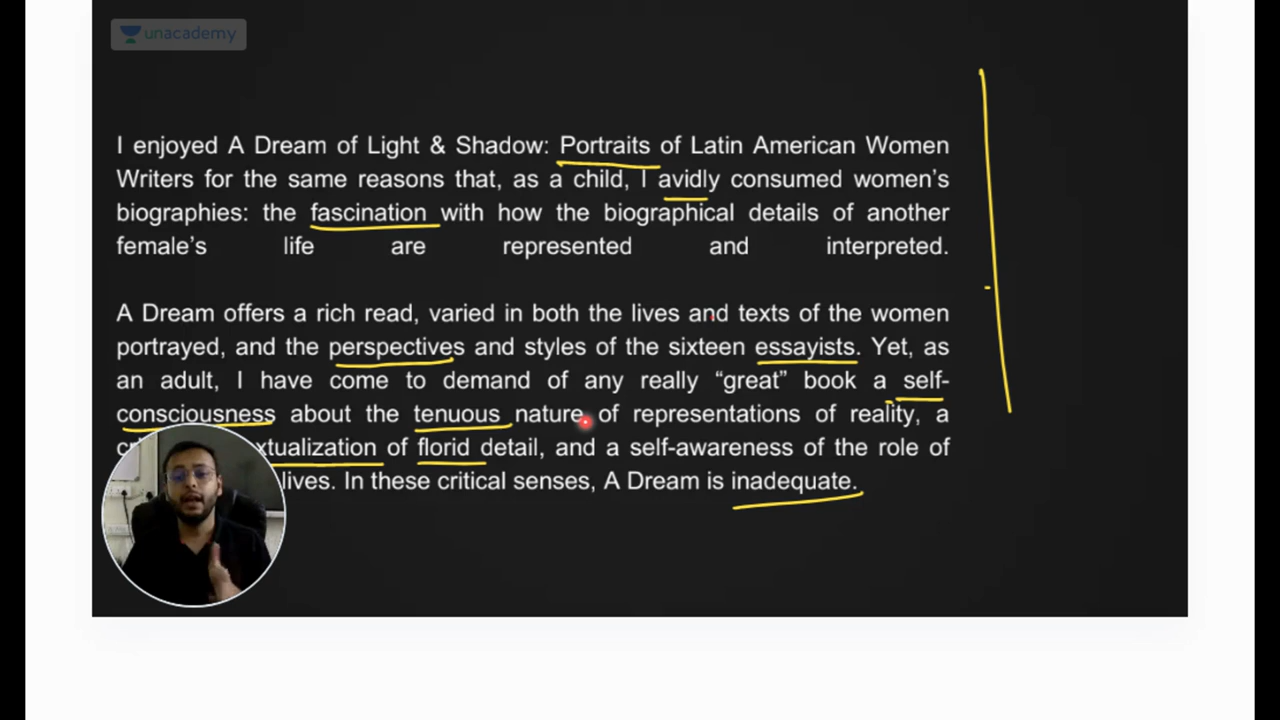 unacademy
I enjoyed A Dream of Light & Shadow: Portraits of Latin American Women
Writers for the same reasons that, as a child, I avidly consumed women's
biographies: the fascination with how the biographical details of another
female's life are represented and interpreted.
A Dream offers a rich read, varied in both the lives and texts of the women
portrayed, and the perspectives and styles of the sixteen essayists. Yet, as
an adult, I have come to demand of any really “great” book a self-
consciousness about the tenuous nature of representations of reality, a
of florid detail, and a self-awareness of the role of
lives. In these critical senses, A Dream is inadequate.